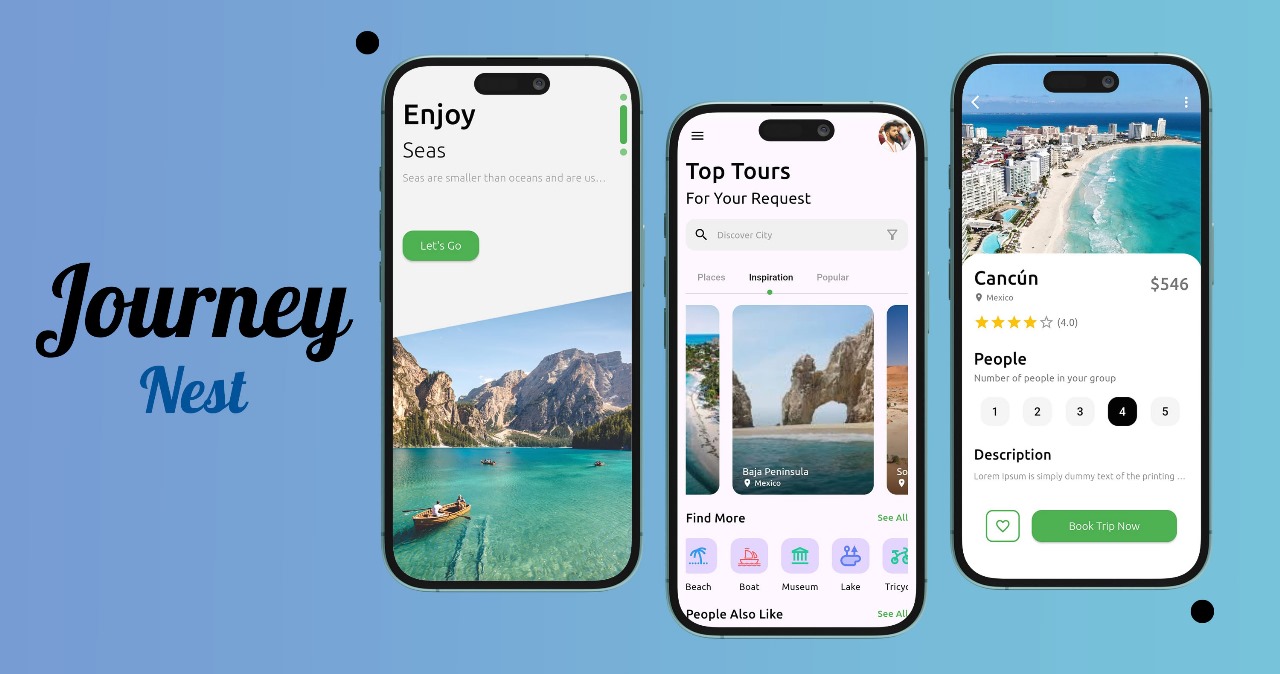 Journey
Nest
Enjoy
Seas
Seas are smaller than oceans and are us...
Let's Go
Top Tours
For Your Request
Discover City
Places Inspiration Popular
Baja Peninsula
Mexico
So
Find More See All
Beach Boat Museum Lake Tricyc
People Also Like See All
Cancún $546
Mexico
(4.0)
People
Number of people in your group
1 2 3 4 5
Description
Lorem Ipsum is simply dummy text of the printing ...
Book Trip Now